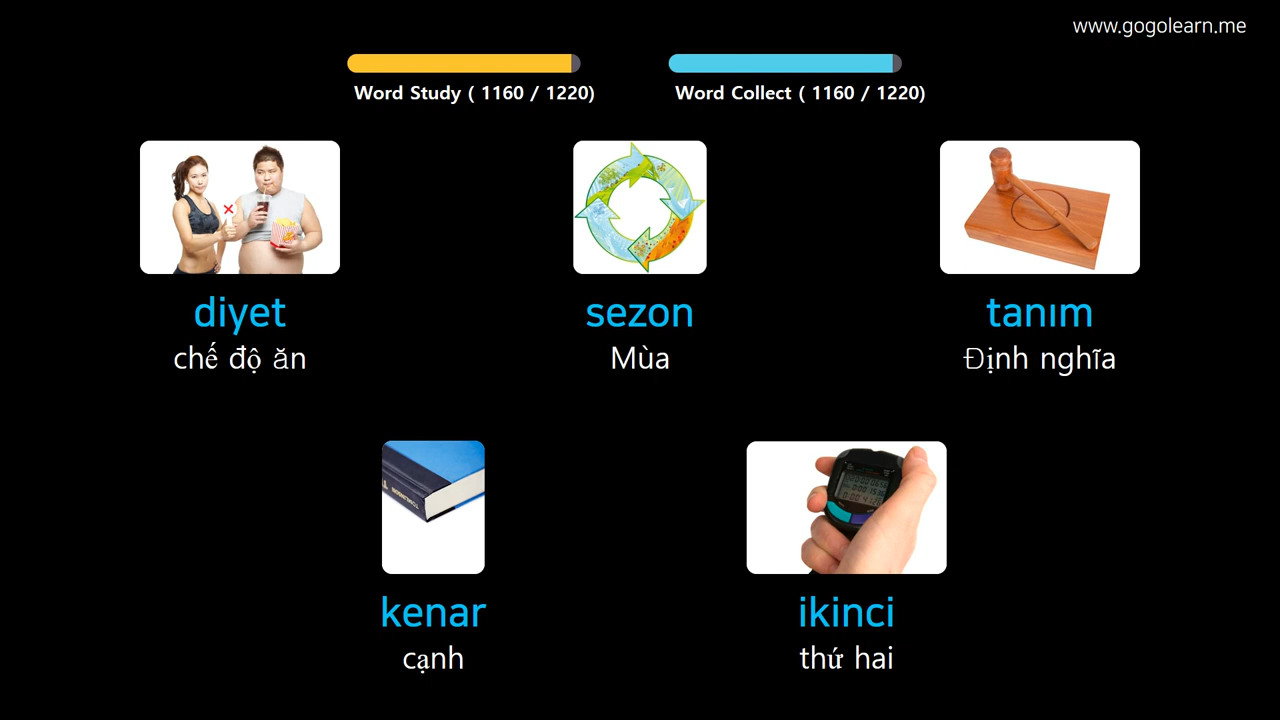 www.gogolearn.me
Word Study ( 1160 / 1220)
Word Collect ( 1160 / 1220)
diyet
chế độ ăn
sezon
Mùa
tanım
Định nghĩa
TOMLINSON
kenar
cạnh
ikinci
thứ hai